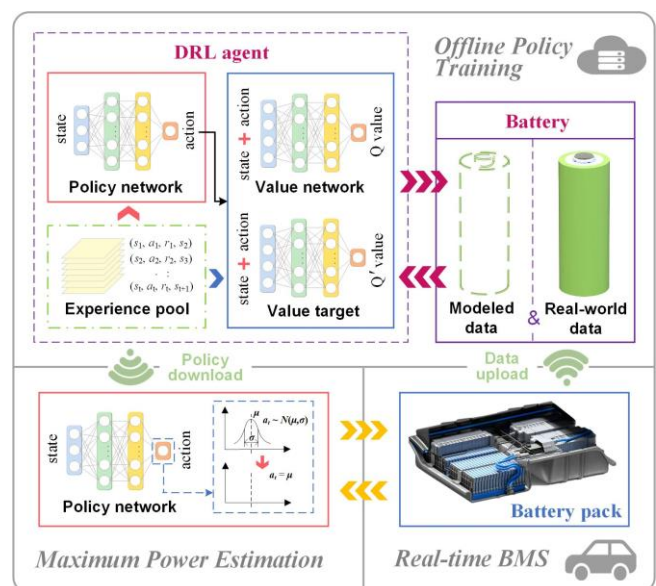 DRL agent
Offline Policy
Training
state
action
Policy network
state + action
Q value
Value network
(s1, a1, r1, s2)
(s2, a2, r2, s3)
(st, at, rt, st+1)
Experience pool
state + action
Q' value
Value target
Battery
Modeled
data
&
Real-world
data
Policy
download
Data
upload
state
action
Policy network
μ
at ~ N(μ,σ)
σ
at = μ
Battery pack
Maximum Power Estimation
Real-time BMS